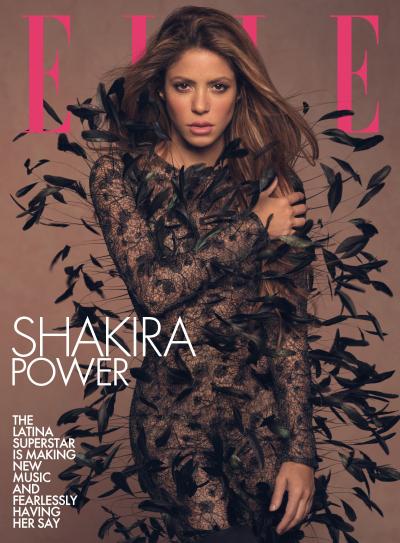 ELLE
SHAKIRA
POWER
THE
LATINA
SUPERSTAR
IS MAKING
NEW
MUSIC
AND
FEARLESSLY
HAVING
HER SAY